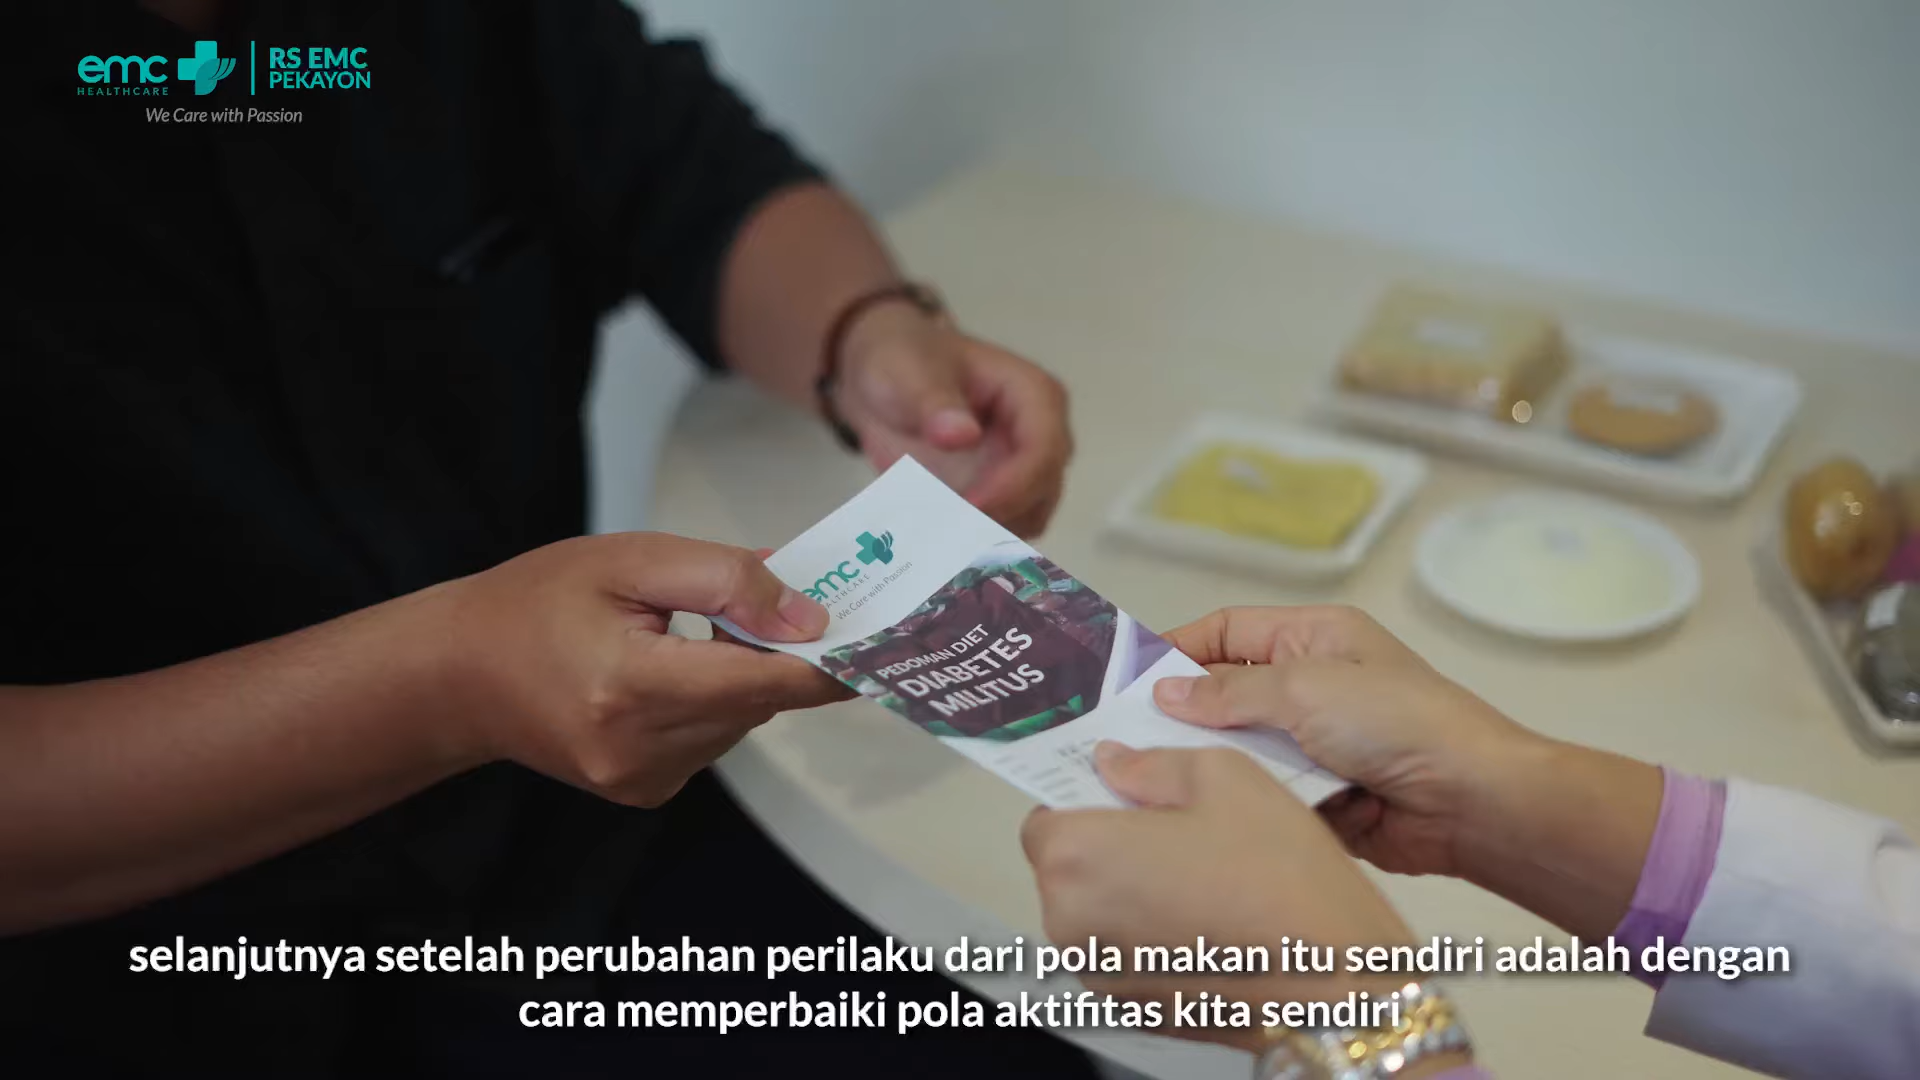 emc
HEALTHCARE
RS EMC
PEKAYON
We Care with Passion
emc
We Care with Passion
PEDOMAN DIET
DIABETES
MILITUS
selanjutnya setelah perubahan perilaku dari pola makan itu sendiri adalah dengan
cara memperbaiki pola aktifitas kita sendiri